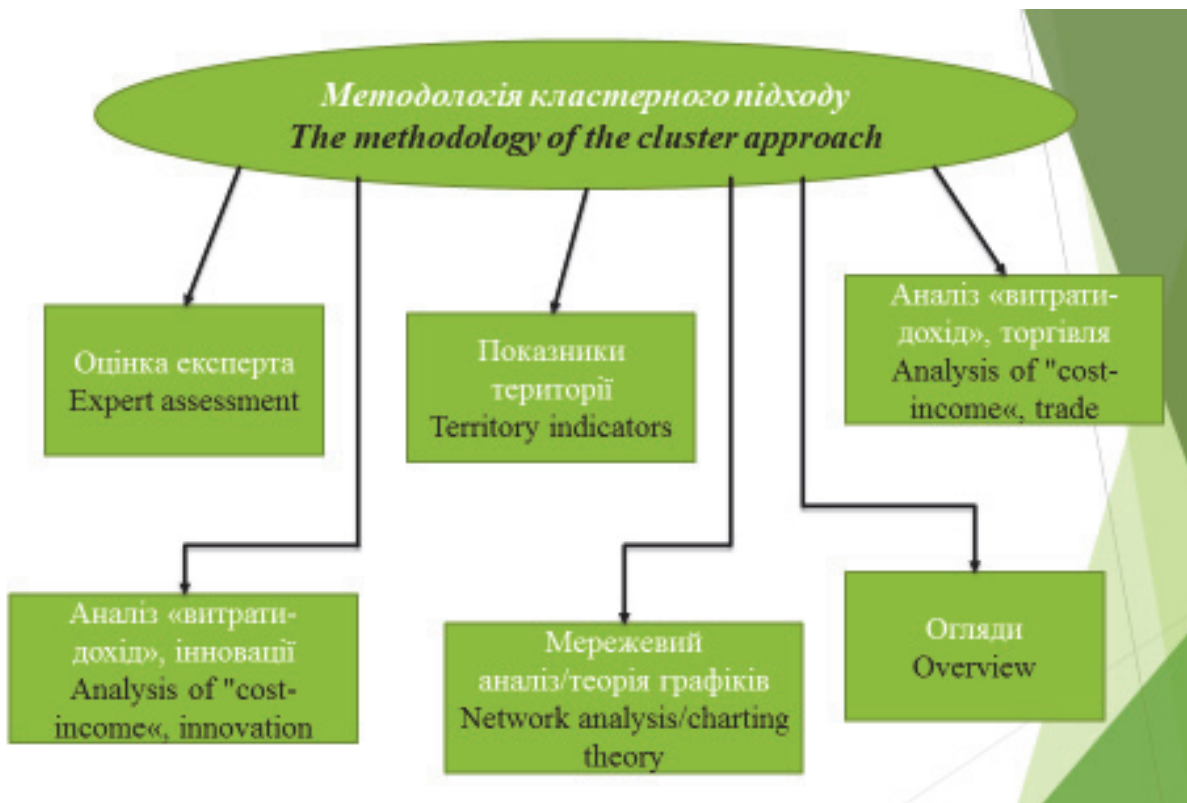 Методологія кластерного підходу
The methodology of the cluster approach
Оцінка експерта
Expert assessment
Показники
території
Territory indicators
Аналіз «витрати-
дохід», торгівля
Analysis of "cost-
income«, trade
Аналіз «витрати-
дохід», інновації
Analysis of "cost-
income«, innovation
Мережевий
аналіз/теорія графіків
Network analysis/charting
theory
Огляди
Overview